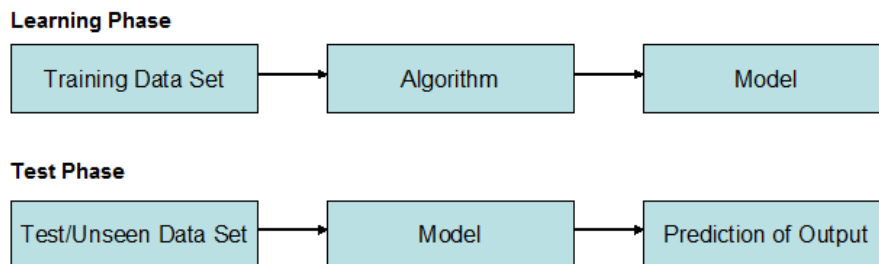 Learning Phase
Training Data Set
Algorithm
Model
Test Phase
Test/Unseen Data Set
Model
Prediction of Output